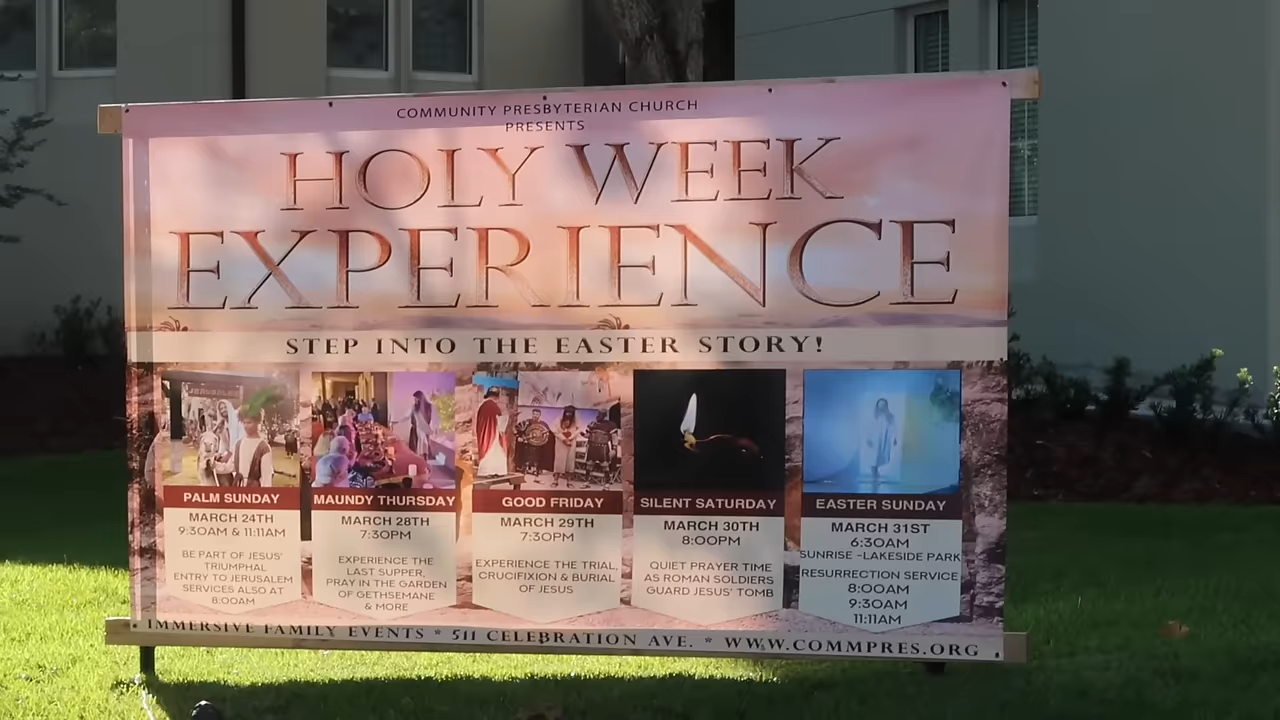 COMMUNITY PRESBYTERIAN CHURCH
PRESENTS
HOLY WEEK
EXPERIENCE
STEP INTO THE EASTER STORY!
JERUSALEM
PALM SUNDAY
MARCH 24TH
9:30AM & 11:11AM
BE PART OF JESUS'
TRIUMPHAL
ENTRY TO JERUSALEM
SERVICES ALSO AT
8:00AM
MAUNDY THURSDAY
MARCH 28TH
7:30PM
EXPERIENCE THE
LAST SUPPER,
PRAY IN THE GARDEN
OF GETHSEMANE
& MORE
GOOD FRIDAY
MARCH 29TH
7:30PM
EXPERIENCE THE TRIAL,
CRUCIFIXION & BURIAL
OF JESUS
SILENT SATURDAY
MARCH 30TH
8:00PM
QUIET PRAYER TIME
AS ROMAN SOLDIERS
GUARD JESUS' TOMB
EASTER SUNDAY
MARCH 31ST
6:30AM
SUNRISE -LAKESIDE PARK
RESURRECTION SERVICE
8:00AM
9:30AM
11:11AM
IMMERSIVE FAMILY EVENTS * 511 CELEBRATION AVE. * WWW.COMMPRES.ORG